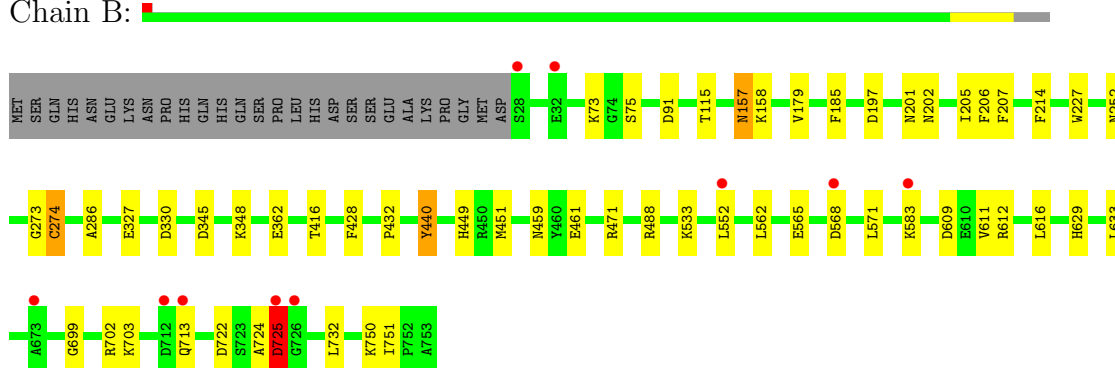 Chain B:
MET SER GLN HIS ASN GLU LYS ASN PRO HIS GLN HIS GLN SER PRO LEU HIS ASP SER SER GLU ALA LYS PRO GLY MET ASP S28 E32 K73 G74 S75 D91 T115 N157 K158 V179 F185 D197 N201 N202 I205 F206 F207 F214 W227
G273 C274 A286 E327 D330 D345 K348 E362 T416 F428 P432 Y440 H449 R450 M451 N459 Y460 E461 R471 R488 K533 L552 L562 E565 D568 L571 K583 D609 E610 V611 R612 L616 H629
A673 G699 R702 K703 D712 Q713 D722 S723 A724 D725 G726 L732 K750 I751 P752 A753